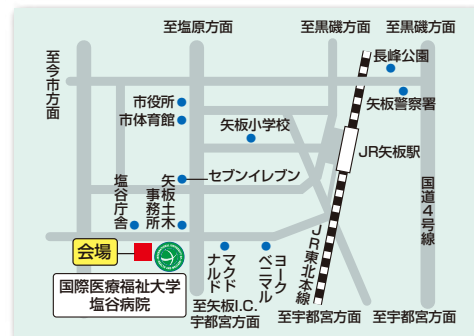 至塩原方面
至黒磯方面
至黒磯方面
至今市方面
長峰公園
市役所
市体育館
矢板警察署
矢板小学校
JR矢板駅
セブンイレブン
矢板土木
事務所
塩谷庁舎
国道4号線
JR東北本線
会場
国際医療福祉大学
塩谷病院
マクド
ナルド
ヨーク
ベニマル
至矢板I.C.
宇都宮方面
至宇都宮方面
至宇都宮方面